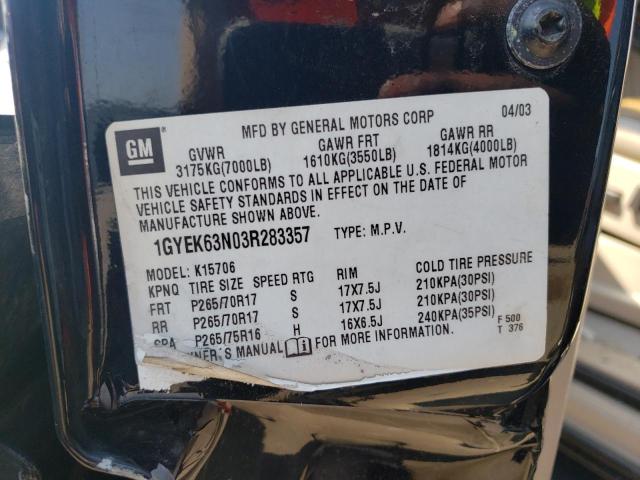 MFD BY GENERAL MOTORS CORP 04/03
GM GVWR GAWR FRT GAWR RR
3175KG(7000LB) 1610KG(3550LB) 1814KG(4000LB)
THIS VEHICLE CONFORMS TO ALL APPLICABLE U.S. FEDERAL MOTOR
VEHICLE SAFETY STANDARDS IN EFFECT ON THE DATE OF
MANUFACTURE SHOWN ABOVE.
1GYEK63N03R283357 TYPE: M.P.V.
MODEL: K15706
KPNQ TIRE SIZE SPEED RTG RIM COLD TIRE PRESSURE
FRT P265/70R17 S 17X7.5J 210KPA(30PSI)
RR P265/70R17 S 17X7.5J 210KPA(30PSI)
SPA P265/75R16 H 16X6.5J 240KPA(35PSI) F 500
T 376
NER'S MANUAL FOR MORE INFORMATION.